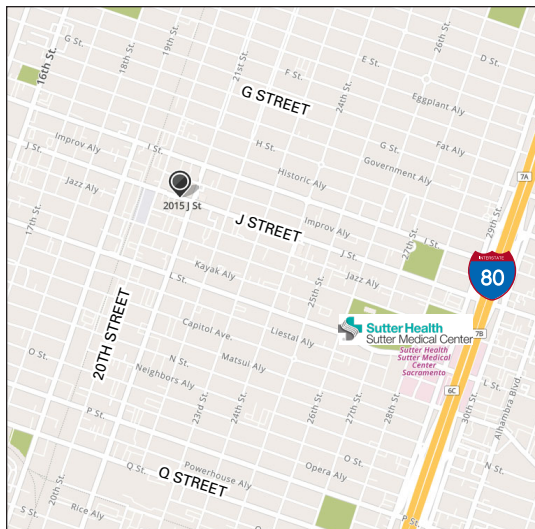 16th St.
G St.
18th St.
19th St.
21st St.
26th St.
D St.
E St.
F St.
24th St.
Eggplant Aly
G STREET
Improv Aly
I St.
J St.
H St.
G St.
Fat Aly
Government Aly
Historic Aly
7A
Jazz Aly
2015 J St
17th St.
J STREET
Improv Aly
I St.
J St.
Jazz Aly
27th St.
29th St.
INTERSTATE
80
Kayak Aly
L St.
25th St.
20TH STREET
Capitol Ave.
Liestal Aly
Sutter Health
Sutter Medical Center
7B
Sutter Health
Sutter Medical
Center
Sacramento
O St.
N St.
Matsui Aly
Neighbors Aly
6C
L St.
Alhambra Blvd.
P St.
23rd St.
24th St.
26th St.
27th St.
28th St.
30th St.
O St.
N St.
Q St.
Powerhouse Aly
Opera Aly
Q STREET
20th St.
S St.
Rice Aly
P St.